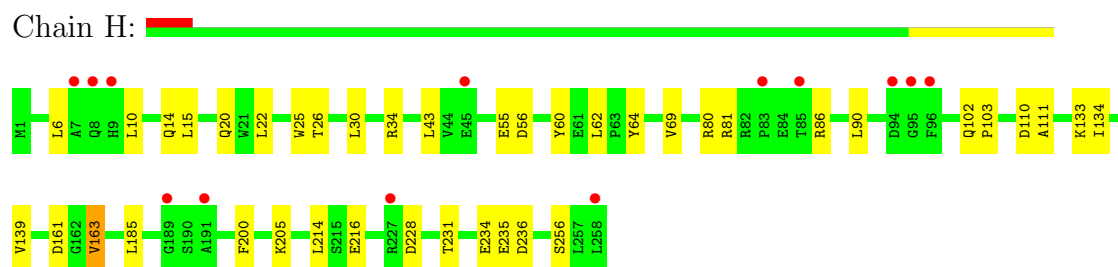 Chain H:
M1 L6 A7 Q8 H9 L10 Q14 L15 Q20 W21 L22 W25 T26 L30 R34 L43 V44 E45 E55 D56 Y60 E61 L62 P63 Y64 V69 R80 R81 R82 P83 E84 T85 R86 L90 D94 G95 F96 Q102 P103 D110 A111 K133 I134
V139 D161 G162 V163 L185 G189 S190 A191 F200 K205 L214 S215 E216 R227 D228 T231 E234 E235 D236 S256 L257 L258